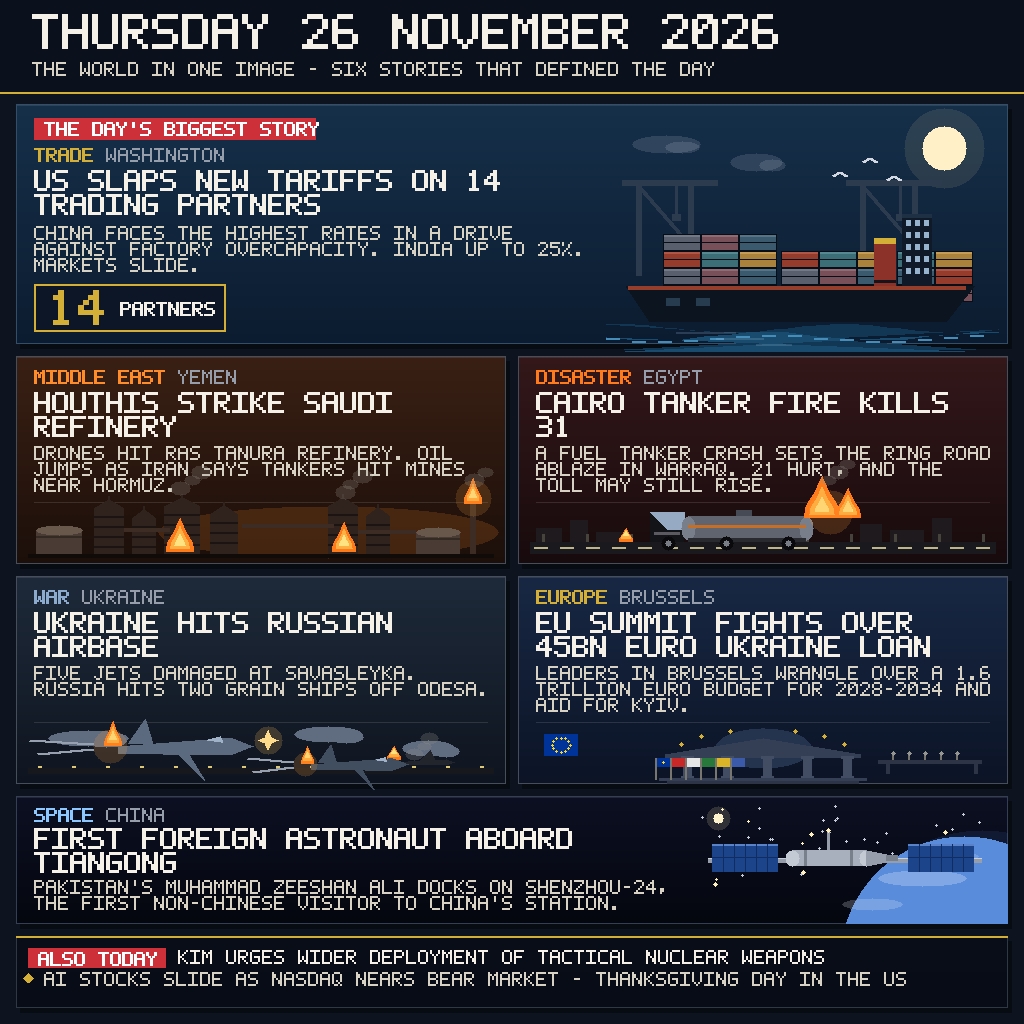 THURSDAY 26 NOVEMBER 2026
THE WORLD IN ONE IMAGE - SIX STORIES THAT DEFINED THE DAY
THE DAY'S BIGGEST STORY
TRADE WASHINGTON
US SLAPS NEW TARIFFS ON 14
TRADING PARTNERS
CHINA FACES THE HIGHEST RATES IN A DRIVE
AGAINST FACTORY OVERCAPACITY. INDIA UP TO 25%.
MARKETS SLIDE.
14 PARTNERS
MIDDLE EAST YEMEN
HOUTHIS STRIKE SAUDI
REFINERY
DRONES HIT RAS TANURA REFINERY. OIL
JUMPS AS IRAN SAYS TANKERS HIT MINES
NEAR HORMUZ.
DISASTER EGYPT
CAIRO TANKER FIRE KILLS
31
A FUEL TANKER CRASH SETS THE RING ROAD
ABLAZE IN WARRAQ. 21 HURT, AND THE
TOLL MAY STILL RISE.
WAR UKRAINE
UKRAINE HITS RUSSIAN
AIRBASE
FIVE JETS DAMAGED AT SAVASLEYKA.
RUSSIA HITS TWO GRAIN SHIPS OFF ODESA.
EUROPE BRUSSELS
EU SUMMIT FIGHTS OVER
45BN EURO UKRAINE LOAN
LEADERS IN BRUSSELS WRANGLE OVER A 1.6
TRILLION EURO BUDGET FOR 2028-2034 AND
AID FOR KYIV.
SPACE CHINA
FIRST FOREIGN ASTRONAUT ABOARD
TIANGONG
PAKISTAN'S MUHAMMAD ZEESHAN ALI DOCKS ON SHENZHOU-24,
THE FIRST NON-CHINESE VISITOR TO CHINA'S STATION.
ALSO TODAY KIM URGES WIDER DEPLOYMENT OF TACTICAL NUCLEAR WEAPONS
AI STOCKS SLIDE AS NASDAQ NEARS BEAR MARKET - THANKSGIVING DAY IN THE US